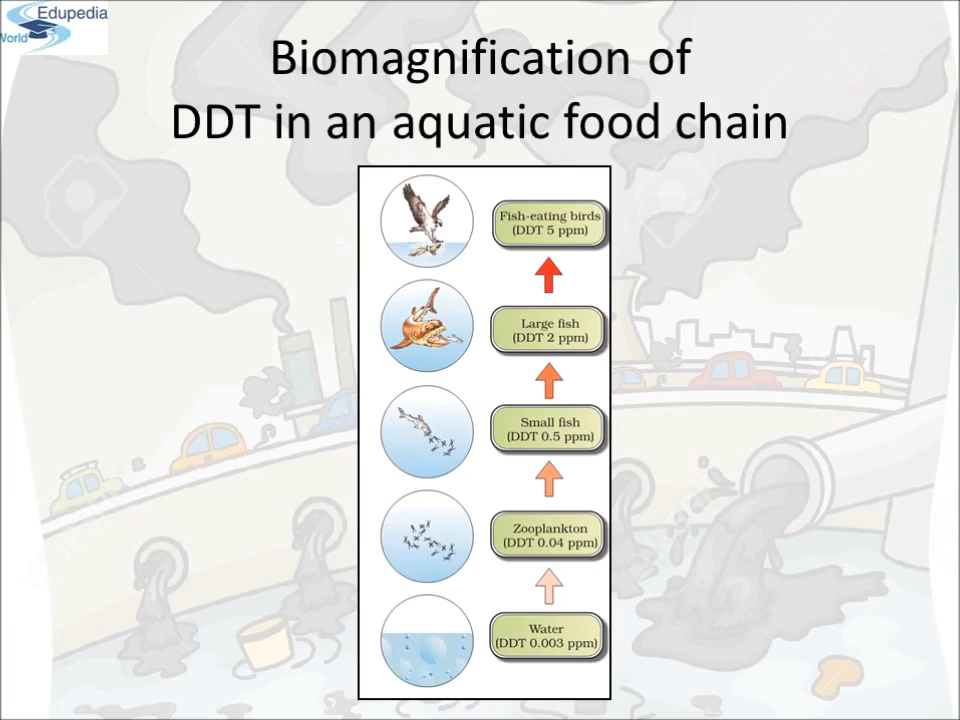 Edupedia
World
Biomagnification of
DDT in an aquatic food chain
Fish-eating birds
(DDT 5 ppm)
Large fish
(DDT 2 ppm)
Small fish
(DDT 0.5 ppm)
Zooplankton
(DDT 0.04 ppm)
Water
(DDT 0.003 ppm)